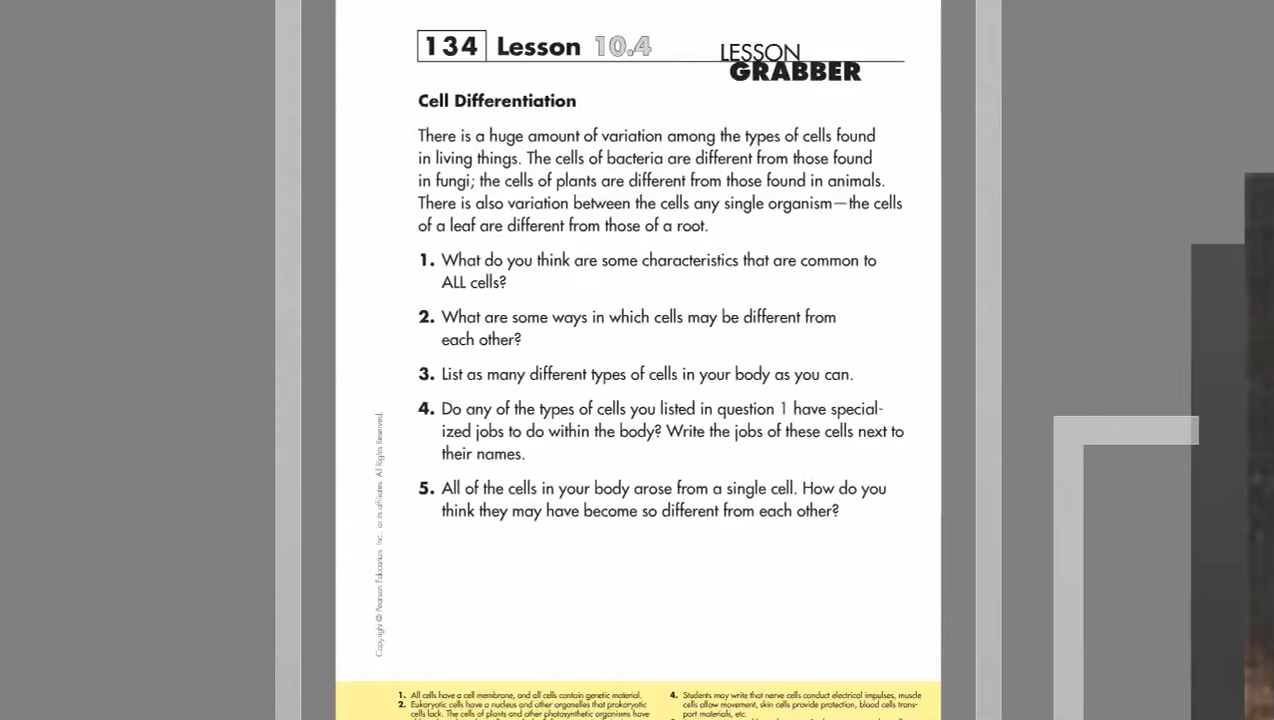 134 Lesson 10.4
LESSON
GRABBER
Cell Differentiation
There is a huge amount of variation among the types of cells found
in living things. The cells of bacteria are different from those found
in fungi; the cells of plants are different from those found in animals.
There is also variation between the cells any single organism—the cells
of a leaf are different from those of a root.
1. What do you think are some characteristics that are common to
ALL cells?
2. What are some ways in which cells may be different from
each other?
3. List as many different types of cells in your body as you can.
4. Do any of the types of cells you listed in question 1 have special-
ized jobs to do within the body? Write the jobs of these cells next to
their names.
5. All of the cells in your body arose from a single cell. How do you
think they may have become so different from each other?
Copyright © Pearson Education, Inc., or its affiliates. All Rights Reserved.
1. All cells have a cell membrane, and all cells contain genetic material.
2. Eukaryotic cells have a nucleus and other organelles that prokaryotic
cells lack. The cells of plants and other photosynthetic organisms have
4. Students may write that nerve cells conduct electrical impulses, muscle
cells allow movement, skin cells provide protection, blood cells trans-
port materials, etc.